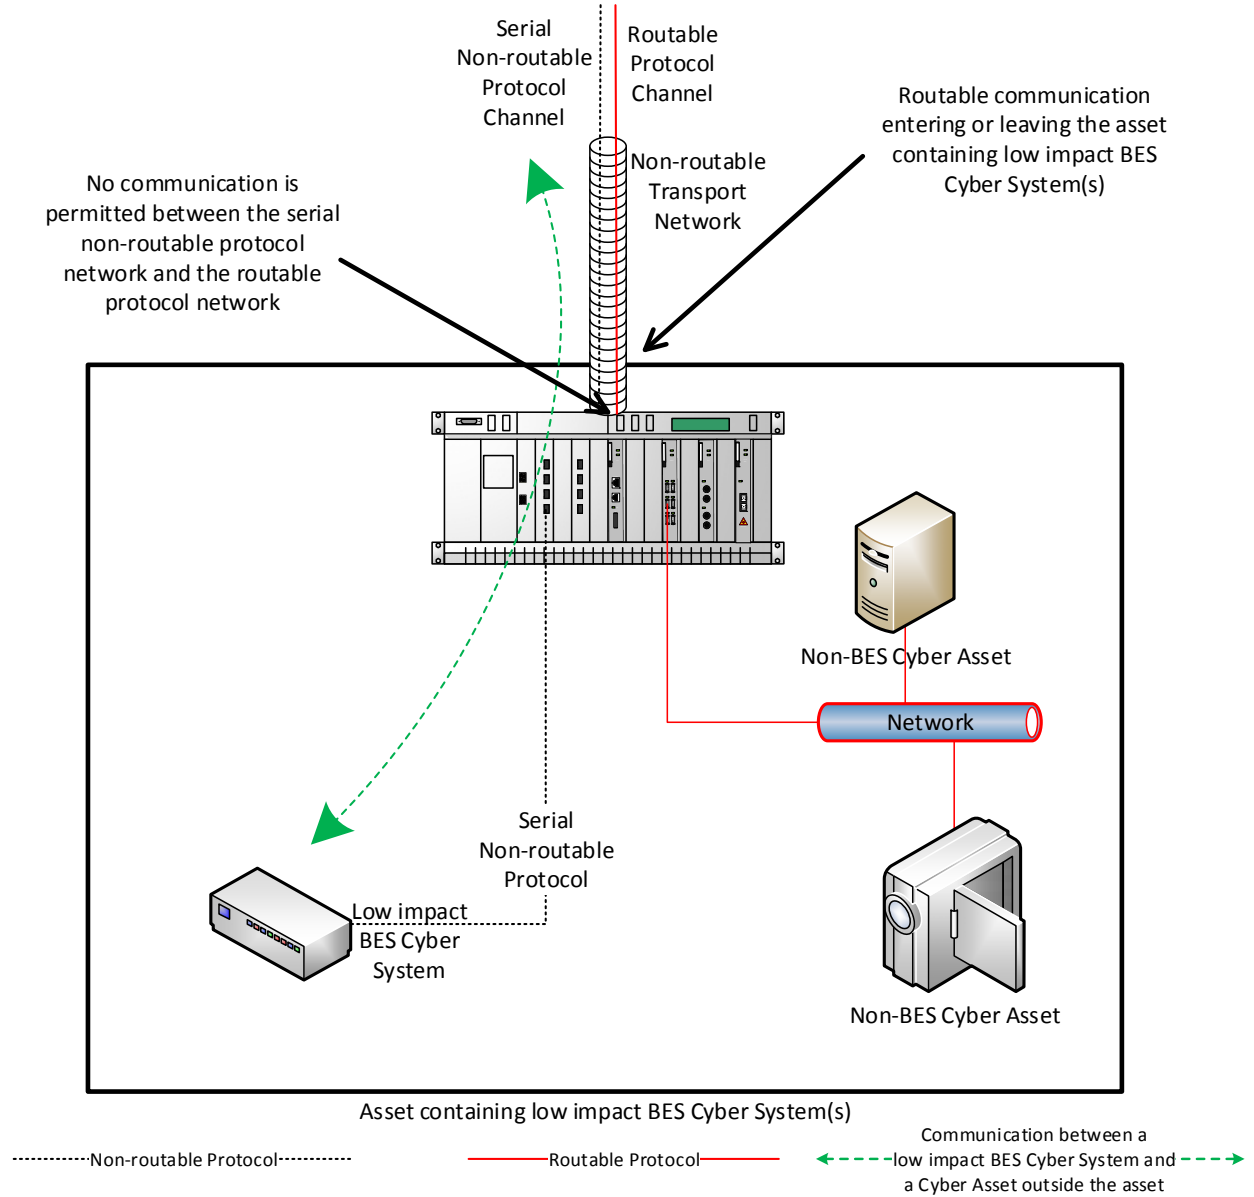 Serial
Non-routable
Protocol
Channel
Routable
Protocol
Channel
Routable communication
entering or leaving the asset
containing low impact BES
Cyber System(s)
Non-routable
Transport
Network
No communication is
permitted between the serial
non-routable protocol
network and the routable
protocol network
Non-BES Cyber Asset
Network
Serial
Non-routable
Protocol
Low impact
BES Cyber
System
Non-BES Cyber Asset
Asset containing low impact BES Cyber System(s)
Non-routable Protocol
Routable Protocol
Communication between a
low impact BES Cyber System and
a Cyber Asset outside the asset